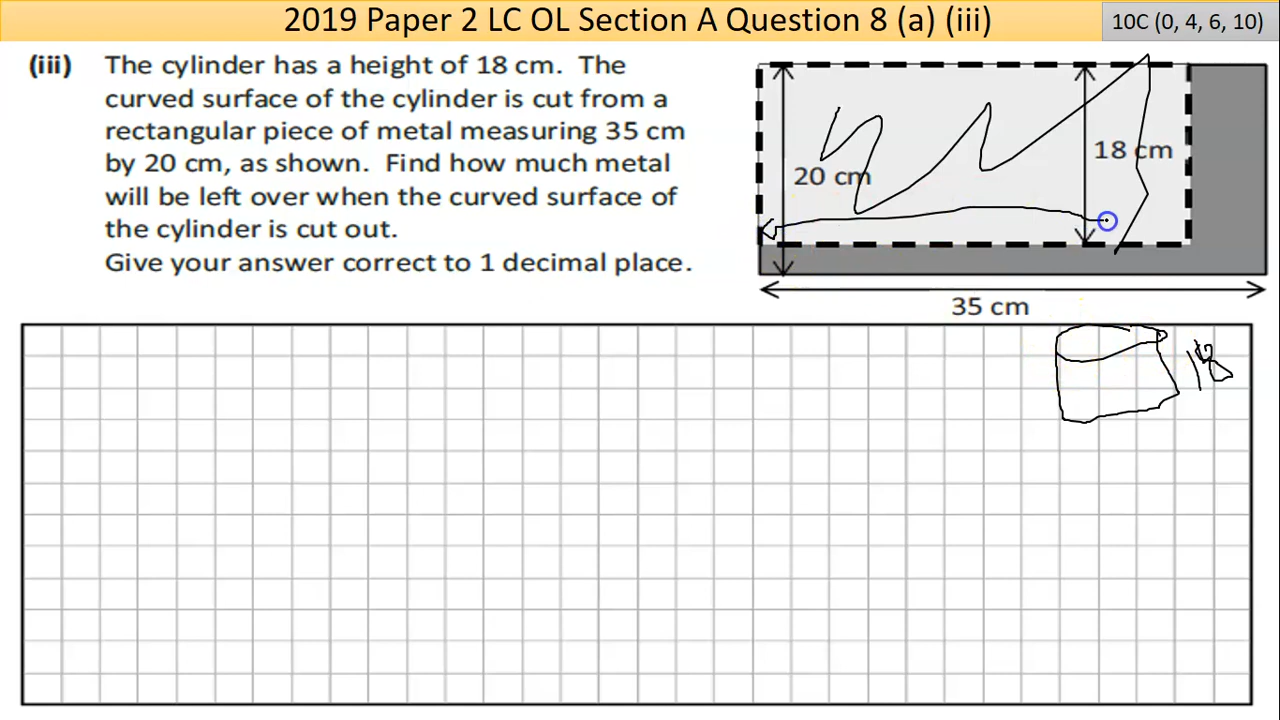 2019 Paper 2 LC OL Section A Question 8 (a) (iii)
10C (0, 4, 6, 10)
(iii) The cylinder has a height of 18 cm. The
curved surface of the cylinder is cut from a
rectangular piece of metal measuring 35 cm
by 20 cm, as shown. Find how much metal
will be left over when the curved surface of
the cylinder is cut out.
Give your answer correct to 1 decimal place.
18 cm
20 cm
35 cm
18